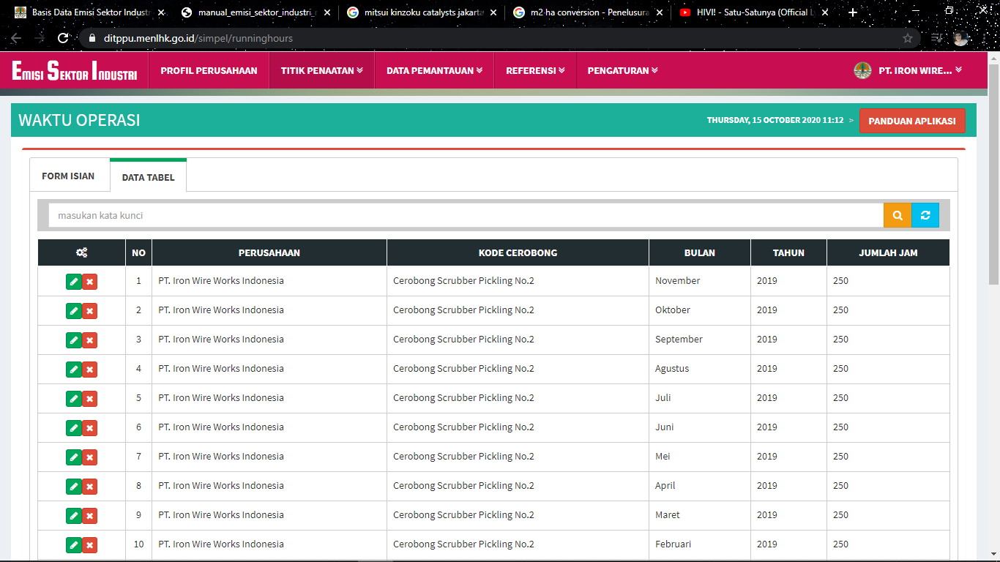 Basis Data Emisi Sektor Industr
manual_emisi_sektor_industri_
mitsui kinzoku catalysts jakarta
m2 ha conversion - Penelusura
HIVI! - Satu-Satunya (Official Ly
ditppu.menlhk.go.id/simpel/runninghours
EMISI SEKTOR INDUSTRI
PROFIL PERUSAHAAN
TITIK PENAATAN
DATA PEMANTAUAN
REFERENSI
PENGATURAN
PT. IRON WIRE...
WAKTU OPERASI
THURSDAY, 15 OCTOBER 2020 11:12 >
PANDUAN APLIKASI
FORM ISIAN
DATA TABEL
masukan kata kunci
NO PERUSAHAAN KODE CEROBONG BULAN TAHUN JUMLAH JAM
1 PT. Iron Wire Works Indonesia Cerobong Scrubber Pickling No.2 November 2019 250
2 PT. Iron Wire Works Indonesia Cerobong Scrubber Pickling No.2 Oktober 2019 250
3 PT. Iron Wire Works Indonesia Cerobong Scrubber Pickling No.2 September 2019 250
4 PT. Iron Wire Works Indonesia Cerobong Scrubber Pickling No.2 Agustus 2019 250
5 PT. Iron Wire Works Indonesia Cerobong Scrubber Pickling No.2 Juli 2019 250
6 PT. Iron Wire Works Indonesia Cerobong Scrubber Pickling No.2 Juni 2019 250
7 PT. Iron Wire Works Indonesia Cerobong Scrubber Pickling No.2 Mei 2019 250
8 PT. Iron Wire Works Indonesia Cerobong Scrubber Pickling No.2 April 2019 250
9 PT. Iron Wire Works Indonesia Cerobong Scrubber Pickling No.2 Maret 2019 250
10 PT. Iron Wire Works Indonesia Cerobong Scrubber Pickling No.2 Februari 2019 250